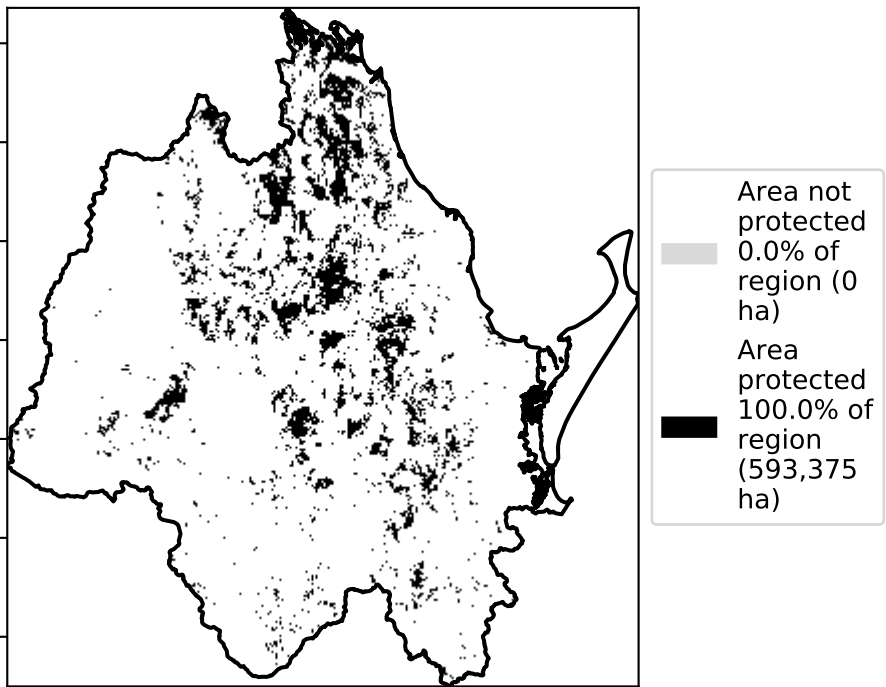 Area not
protected
0.0% of
region (0
ha)
Area
protected
100.0% of
region
(593,375
ha)